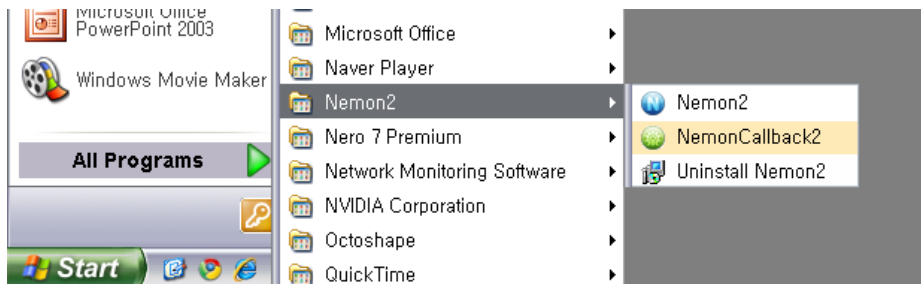 Microsoft Office
PowerPoint 2003
Windows Movie Maker
All Programs
Start
Microsoft Office
Naver Player
Nemon2
Nero 7 Premium
Network Monitoring Software
NVIDIA Corporation
Octoshape
QuickTime
Nemon2
NemonCallback2
Uninstall Nemon2